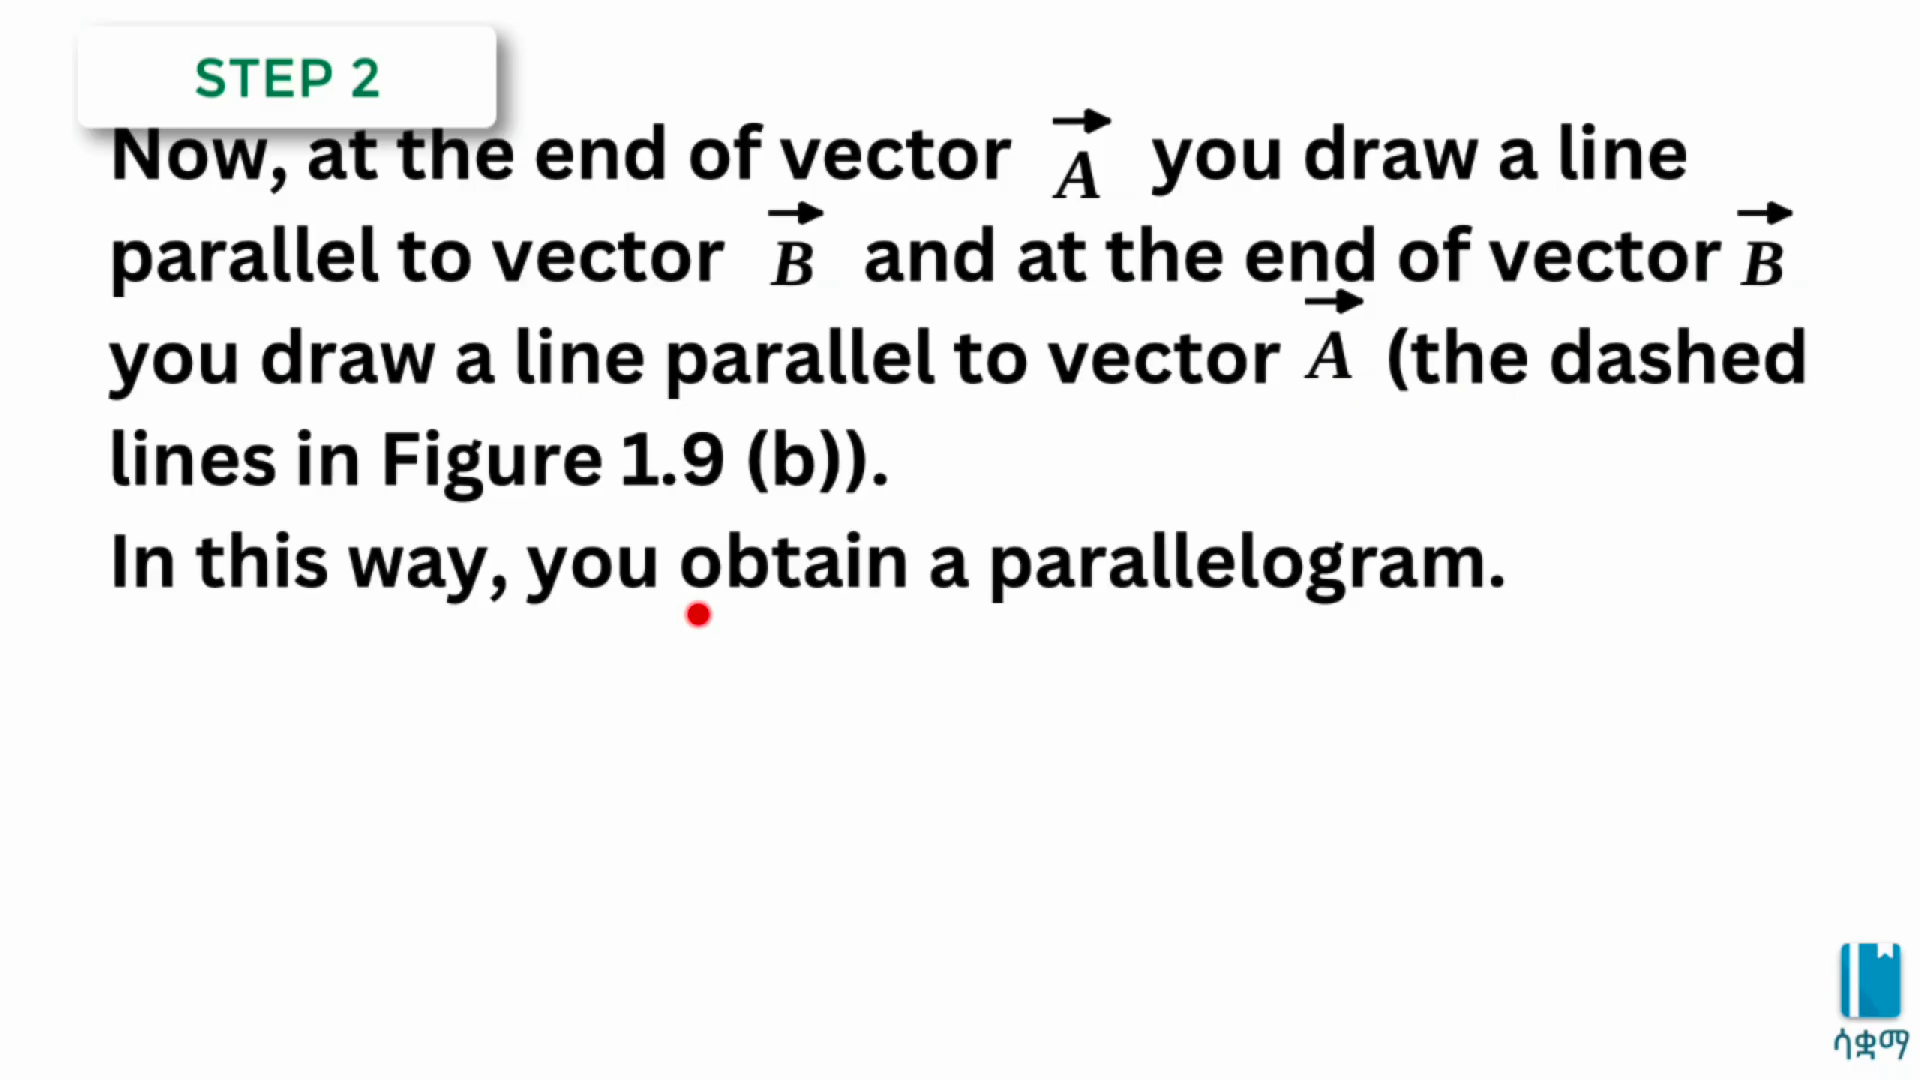 STEP 2
Now, at the end of vector A⃗ you draw a line
parallel to vector B⃗ and at the end of vector B⃗
you draw a line parallel to vector A⃗ (the dashed
lines in Figure 1.9 (b)).
In this way, you obtain a parallelogram.
ሳቋማ